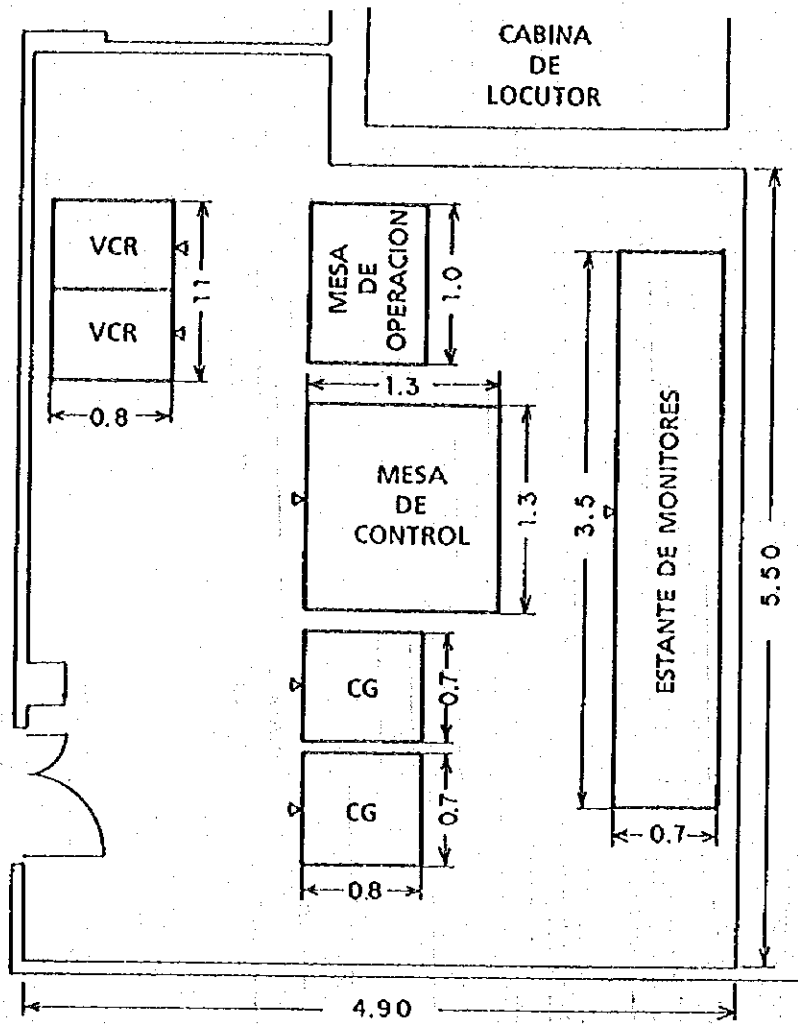 CABINA
DE
LOCUTOR
VCR
VCR
11
0.8
MESA
DE
OPERACION
1.0
1.3
MESA
DE
CONTROL
1.3
3.5
ESTANTE DE MONITORES
5.50
CG
0.7
CG
0.7
0.8
0.7
4.90